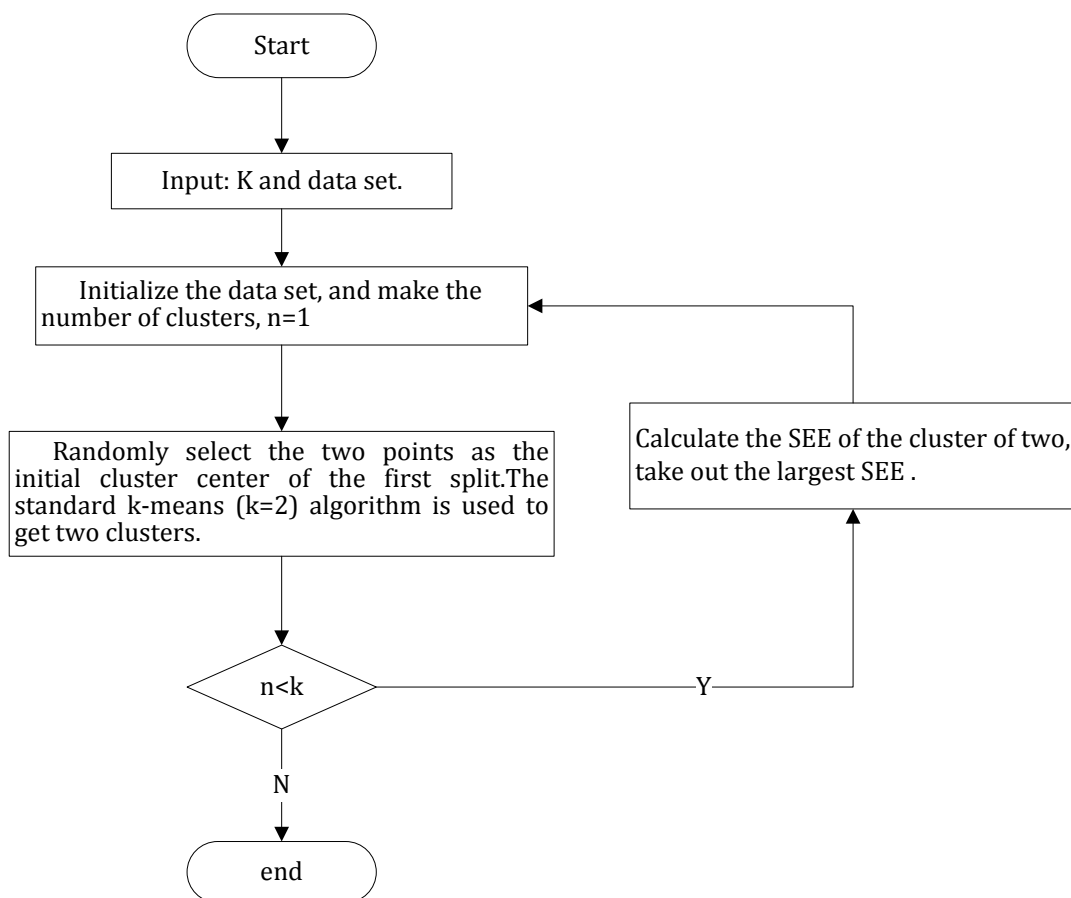 Start
Input: K and data set.
Initialize the data set, and make the
number of clusters, n=1
Randomly select the two points as the
initial cluster center of the first split.The
standard k-means (k=2) algorithm is used to
get two clusters.
Calculate the SEE of the cluster of two,
take out the largest SEE .
n<k
Y
N
end